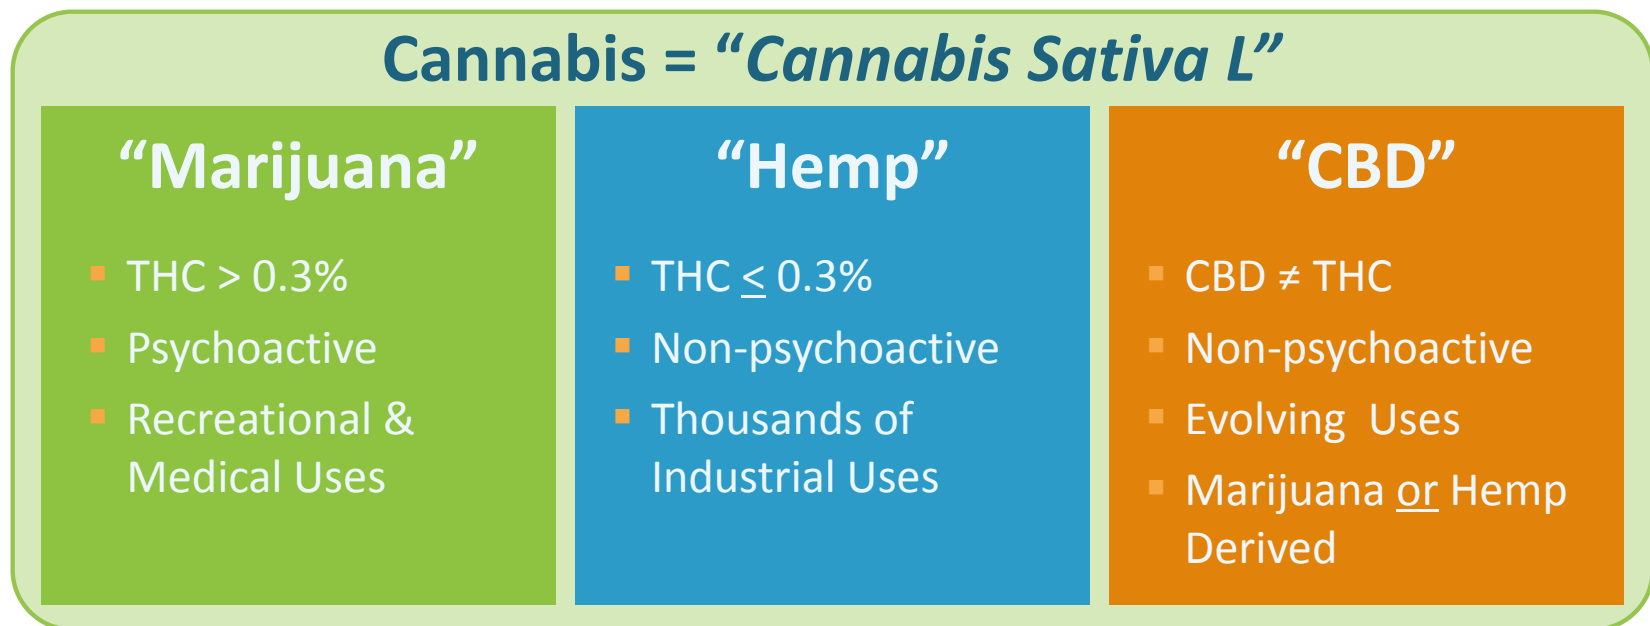 Cannabis = “Cannabis Sativa L”
“Marijuana”
▪ THC > 0.3%
▪ Psychoactive
▪ Recreational &
Medical Uses
“Hemp”
▪ THC ≤ 0.3%
▪ Non-psychoactive
▪ Thousands of
Industrial Uses
“CBD”
▪ CBD ≠ THC
▪ Non-psychoactive
▪ Evolving  Uses
▪ Marijuana or Hemp
Derived